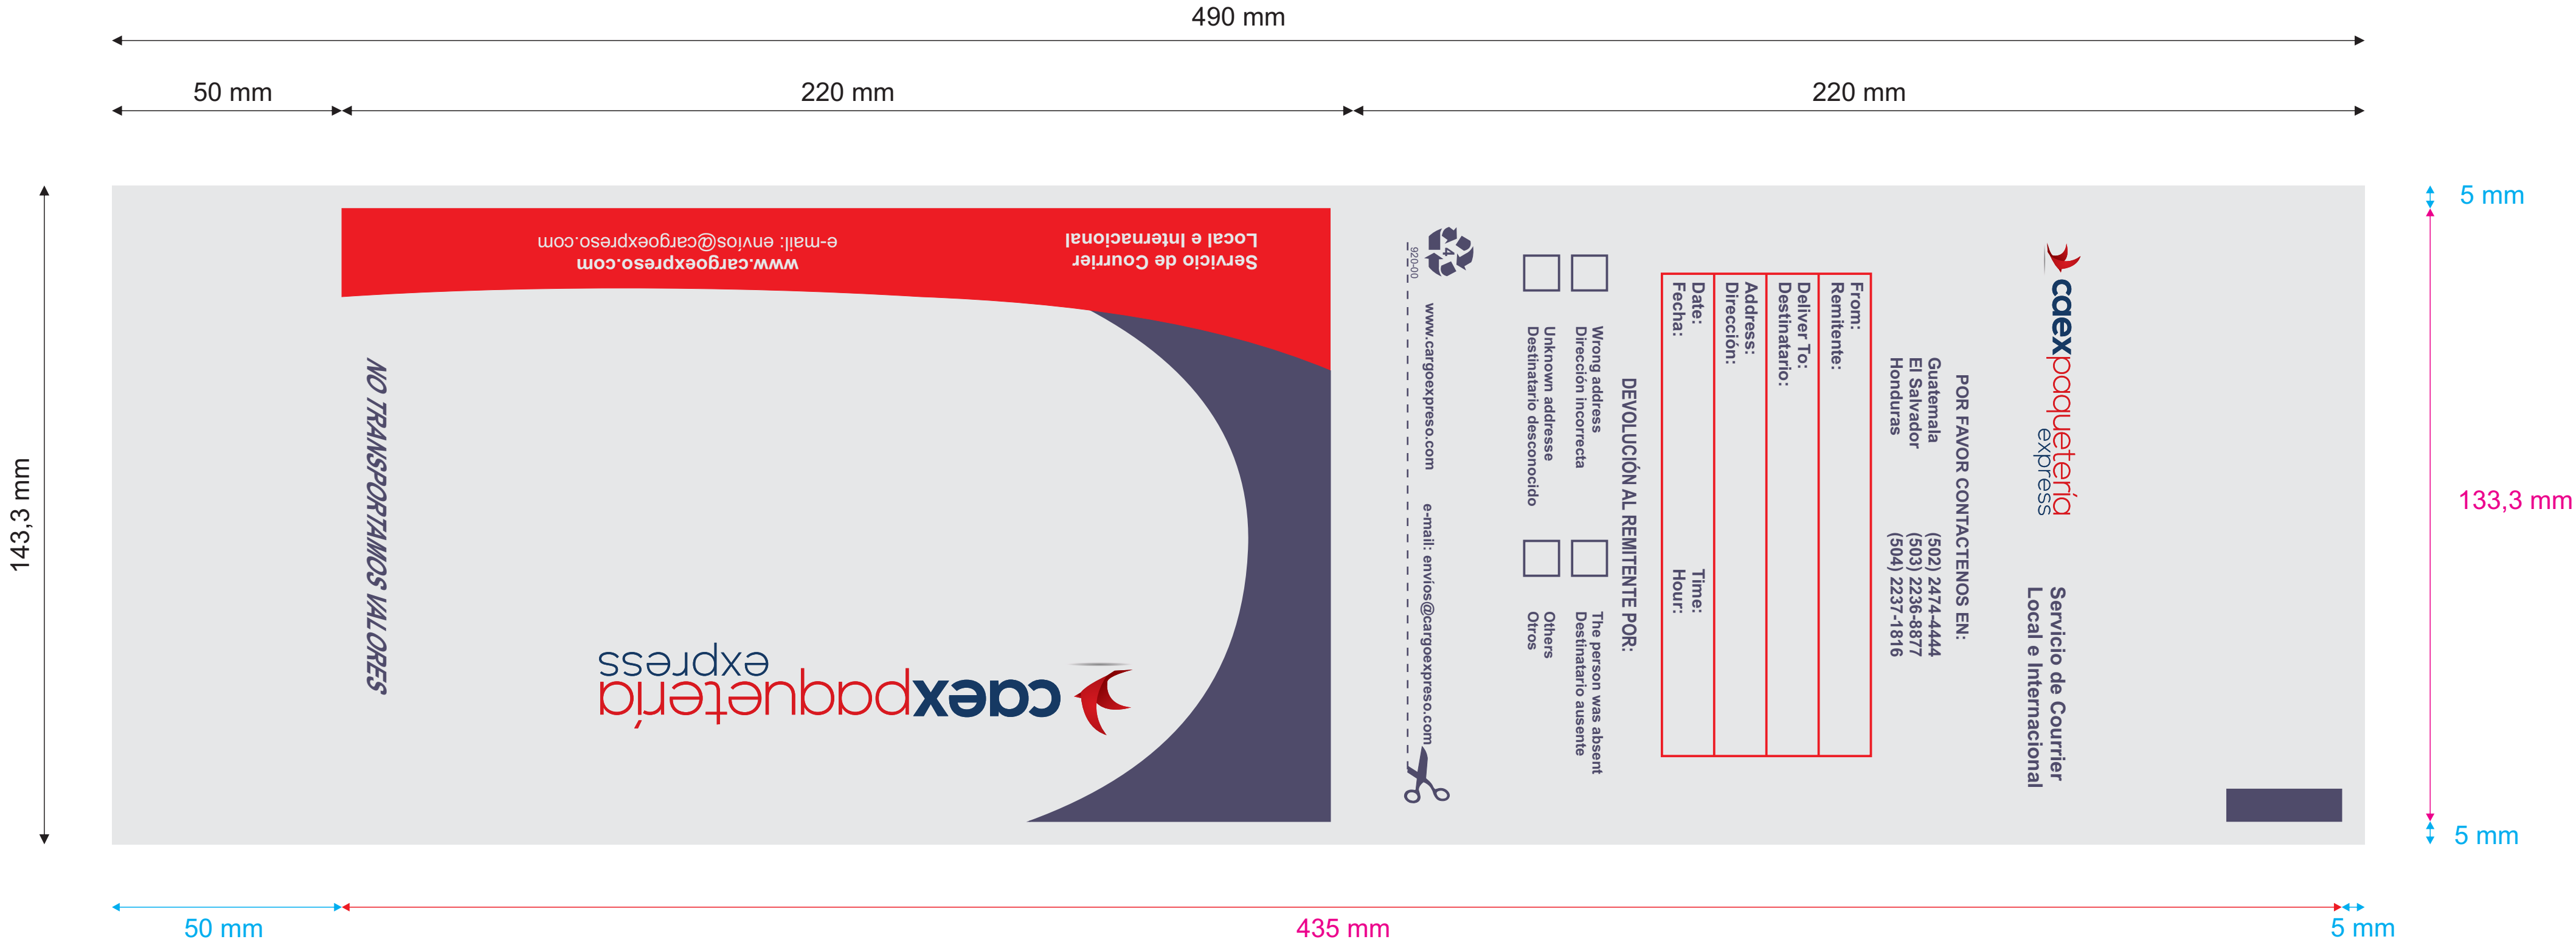 490 mm
50 mm
220 mm
220 mm
143,3 mm
5 mm
133,3 mm
5 mm
50 mm
435 mm
5 mm
Servicio de Courrier
Local e Internacional
www.cargoexpreso.com
e-mail: envíos@cargoexpreso.com
caexpaquetería
express
NO TRANSPORTAMOS VALORES
caexpaquetería
express
Servicio de Courrier
Local e Internacional
POR FAVOR CONTACTENOS EN:
Guatemala (502) 2474-4444
El Salvador (503) 2236-8877
Honduras (504) 2237-1816
From:
Remitente:
Deliver To:
Destinatario:
Address:
Dirección:
Date: Time:
Fecha: Hour:
DEVOLUCIÓN AL REMITENTE POR:
Wrong address
Dirección incorrecta
The person was absent
Destinatario ausente
Unknown addresse
Destinatario desconocido
Others
Otros
4
www.cargoexpreso.com e-mail: envios@cargoexpreso.com
920-00